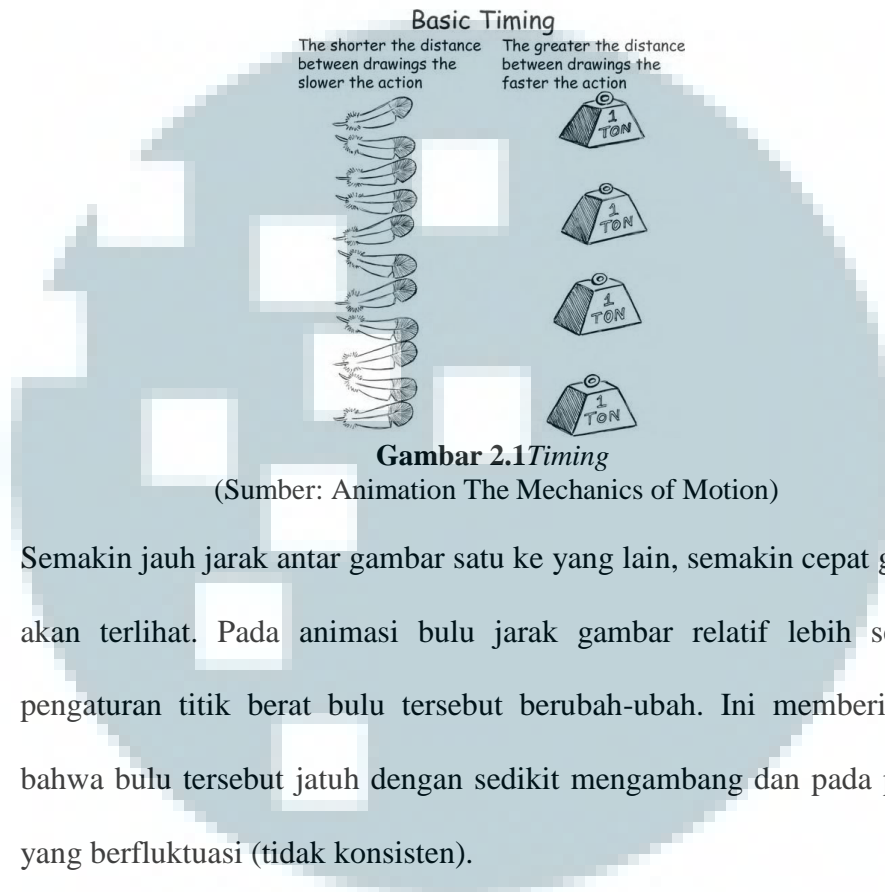 Basic Timing
The shorter the distance
between drawings the
slower the action
The greater the distance
between drawings the
faster the action
1
TON
1
TON
1
TON
1
TON
Gambar 2.1Timing
(Sumber: Animation The Mechanics of Motion)
Semakin jauh jarak antar gambar satu ke yang lain, semakin cepat
akan terlihat. Pada animasi bulu jarak gambar relatif lebih
pengaturan titik berat bulu tersebut berubah-ubah. Ini
bahwa bulu tersebut jatuh dengan sedikit mengambang dan pada
yang berfluktuasi (tidak konsisten).